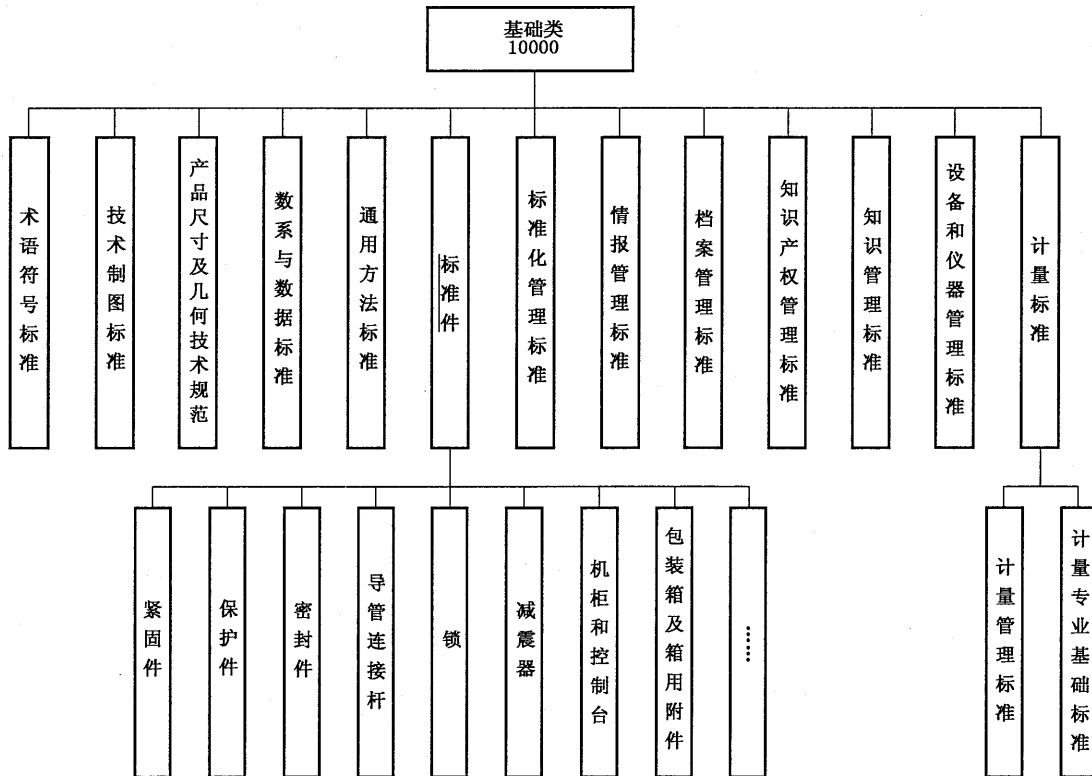 基础类
10000
术语符号标准
技术制图标准
产品尺寸及几何技术规范
数系与数据标准
通用方法标准
标准件
标准化管理标准
情报管理标准
档案管理标准
知识产权管理标准
知识管理标准
设备和仪器管理标准
计量标准
紧固件
保护件
密封件
导管连接杆
锁
减震器
机柜和控制台
包装箱及箱用附件
……
计量管理标准
计量专业基础标准